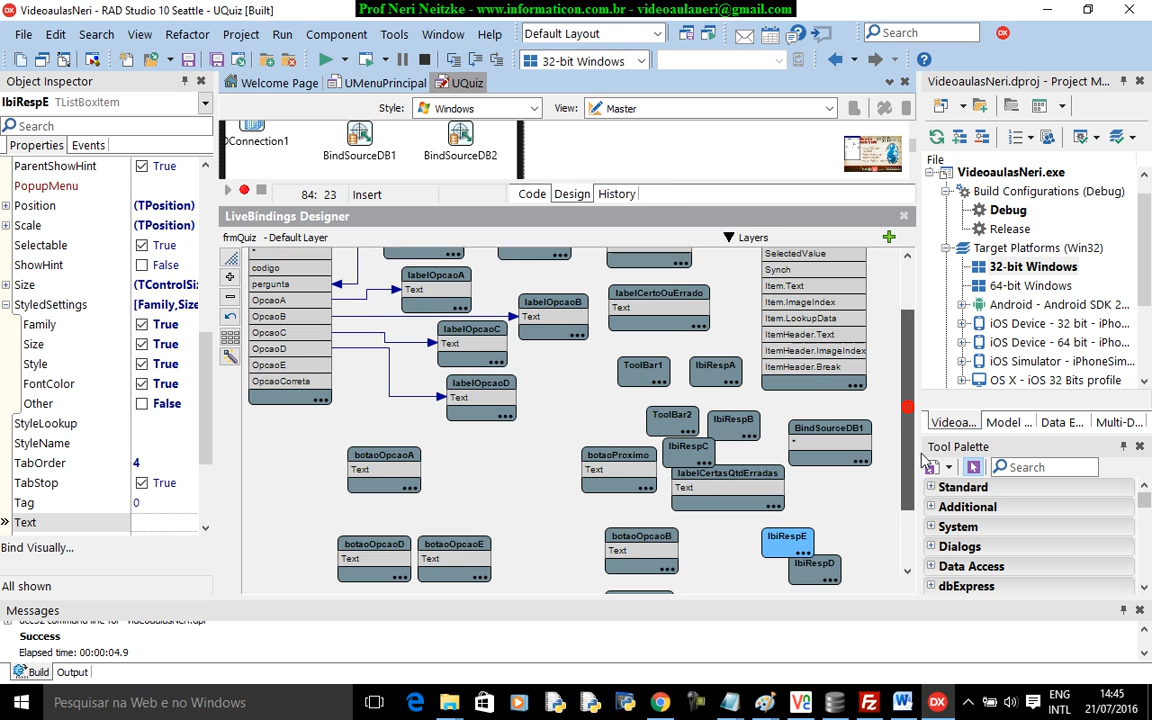 Prof Neri Neitzke - www.informaticon.com.br - videoaulaneri@gmail.com
VideoaulasNeri - RAD Studio 10 Seattle - UQuiz [Built]
File Edit Search View Refactor Project Run Component Tools Window Help
Default Layout
Search
32-bit Windows
Object Inspector
lbiRespE TListBoxItem
Search
Properties Events
ParentShowHint True
PopupMenu
Position (TPosition)
Scale (TPosition)
Selectable True
ShowHint False
Size (TControlSi
StyledSettings [Family,Size
Family True
Size True
Style True
FontColor True
Other False
StyleLookup
StyleName
TabOrder 4
TabStop True
Tag 0
Text
Bind Visually...
All shown
Welcome Page UMenuPrincipal UQuiz
Style: Windows View: Master
DConnection1 BindSourceDB1 BindSourceDB2
84: 23 Insert Code Design History
LiveBindings Designer
frmQuiz - Default Layer Layers
*
codigo
pergunta
OpcaoA
OpcaoB
OpcaoC
OpcaoD
OpcaoE
OpcaoCorreta
labelOpcaoA
Text
labelOpcaoB
Text
labelOpcaoC
Text
labelOpcaoD
Text
labelCertoOuErrado
Text
SelectedValue
Synch
Item.Text
Item.ImageIndex
Item.LookupData
ItemHeader.Text
ItemHeader.ImageIndex
ItemHeader.Break
ToolBar1
lbiRespA
ToolBar2
lbiRespB
lbiRespC
BindSourceDB1
*
botaoOpcaoA
Text
botaoProximo
Text
labelCertasQtdErradas
Text
botaoOpcaoD
Text
botaoOpcaoE
Text
botaoOpcaoB
Text
lbiRespE
lbiRespD
VideoaulasNeri.dproj - Project M...
File
VideoaulasNeri.exe
Build Configurations (Debug)
Debug
Release
Target Platforms (Win32)
32-bit Windows
64-bit Windows
Android - Android SDK 2...
iOS Device - 32 bit - iPho...
iOS Device - 64 bit - iPho...
iOS Simulator - iPhoneSim...
OS X - iOS 32 Bits profile
Videoa... Model ... Data E... Multi-D...
Tool Palette
Search
Standard
Additional
System
Dialogs
Data Access
dbExpress
Messages
Success
Elapsed time: 00:00:04.9
Build Output
Pesquisar na Web e no Windows
ENG
INTL
14:45
21/07/2016